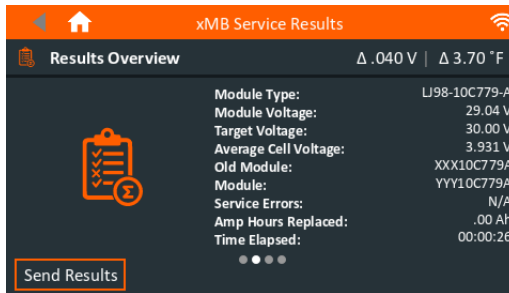 xMB Service Results
Results Overview Δ .040 V | Δ 3.70 °F
Module Type: LJ98-10C779-A
Module Voltage: 29.04 V
Target Voltage: 30.00 V
Average Cell Voltage: 3.931 V
Old Module: XXX10C779A
Module: YYY10C779A
Service Errors: N/A
Amp Hours Replaced: .00 Ah
Time Elapsed: 00:00:26
Σ
Send Results